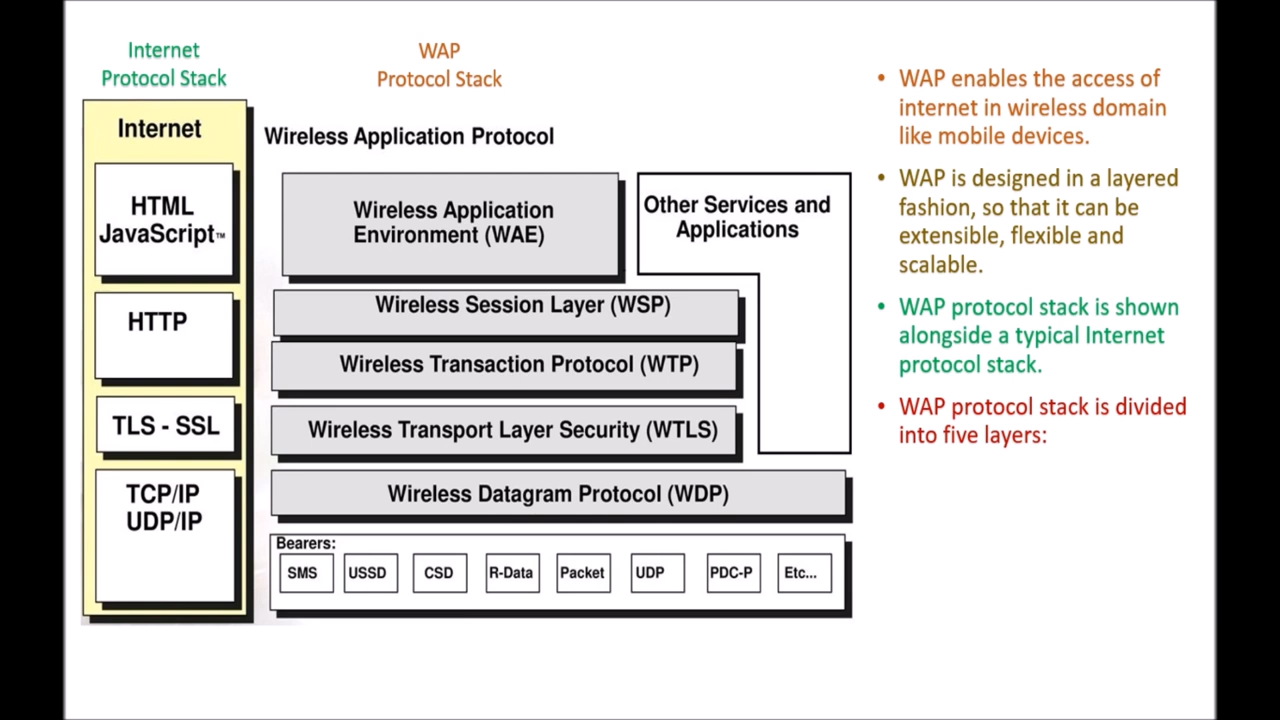 Internet
Protocol Stack
WAP
Protocol Stack
Internet
HTML
JavaScript™
HTTP
TLS - SSL
TCP/IP
UDP/IP
Wireless Application Protocol
Wireless Application
Environment (WAE)
Other Services and
Applications
Wireless Session Layer (WSP)
Wireless Transaction Protocol (WTP)
Wireless Transport Layer Security (WTLS)
Wireless Datagram Protocol (WDP)
Bearers:
SMS
USSD
CSD
R-Data
Packet
UDP
PDC-P
Etc...
• WAP enables the access of
internet in wireless domain
like mobile devices.
• WAP is designed in a layered
fashion, so that it can be
extensible, flexible and
scalable.
• WAP protocol stack is shown
alongside a typical Internet
protocol stack.
• WAP protocol stack is divided
into five layers: